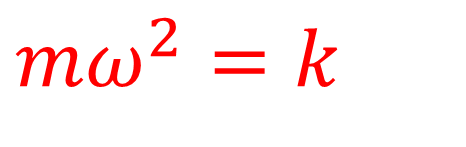 mω² = k